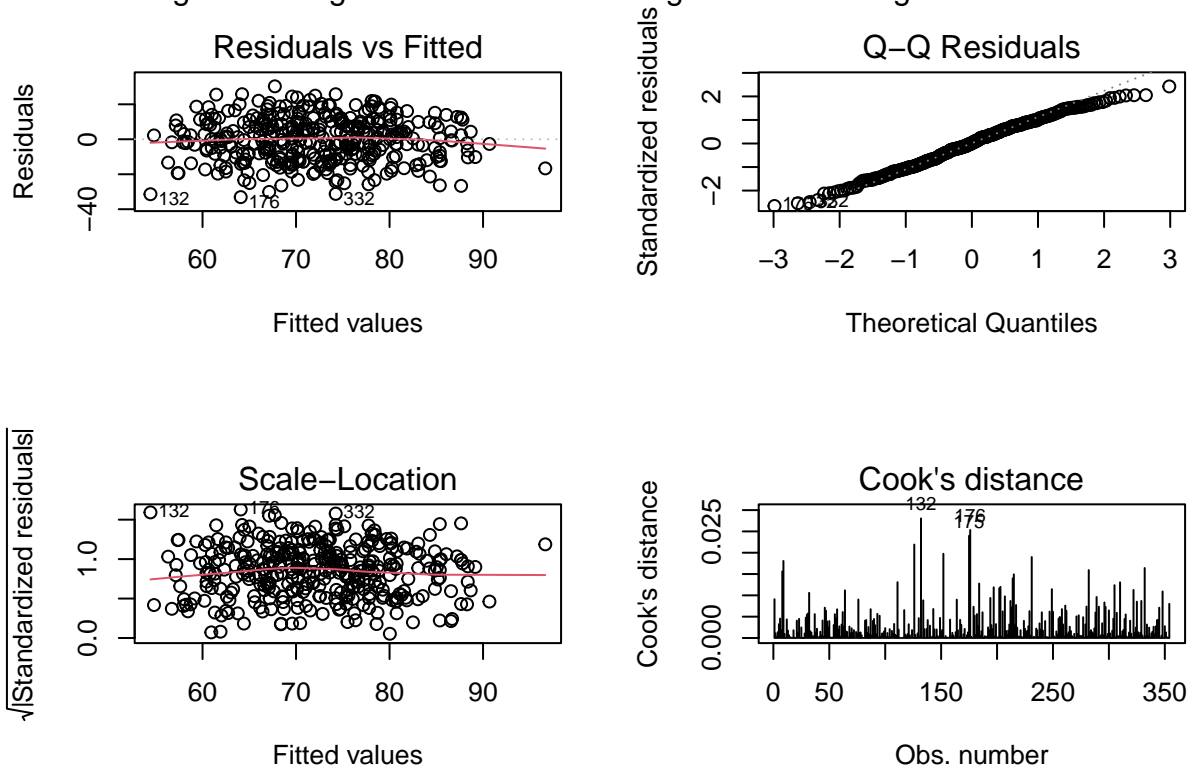 Residuals vs Fitted
Residuals
0
−40
132
176
332
60 70 80 90
Fitted values
Q−Q Residuals
Standardized residuals
2
0
−2
−3 −2 −1 0 1 2 3
Theoretical Quantiles
Scale−Location
√|Standardized residuals|
1.0
0.0
132
176
332
60 70 80 90
Fitted values
Cook's distance
Cook's distance
0.025
0.000
132
176
175
0 50 150 250 350
Obs. number